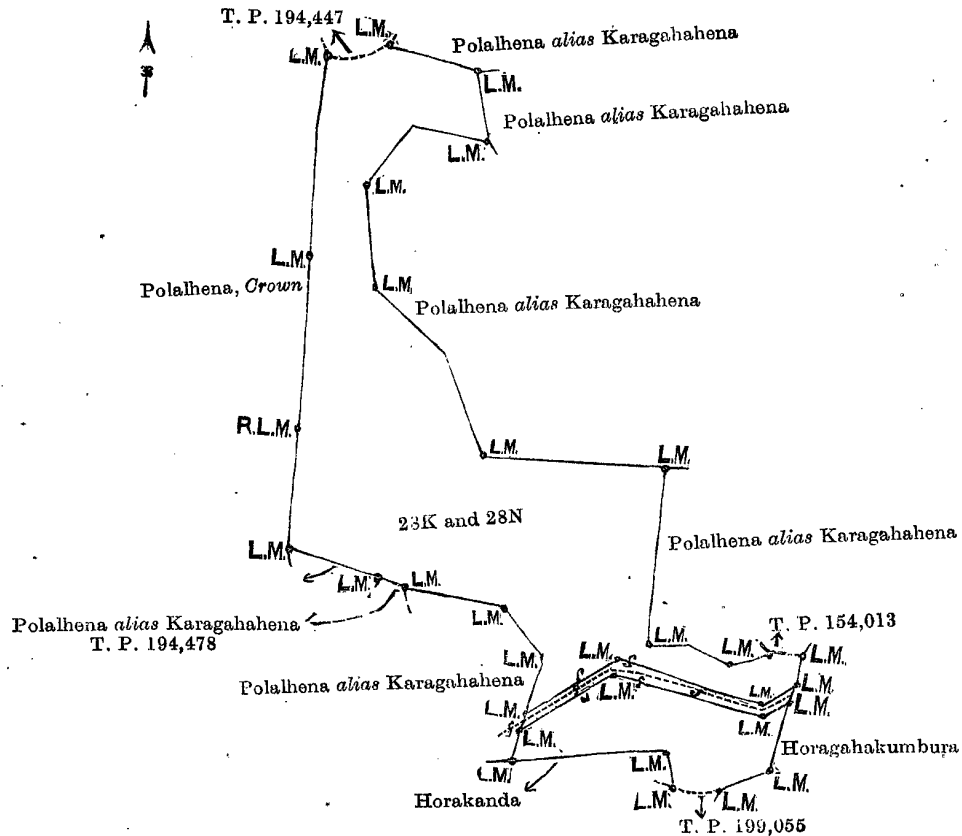 T. P. 194,447
L.M.
L.M.
Polalhena alias Karagahahena
L.M.
Polalhena alias Karagahahena
L.M.
L.M.
L.M.
Polalhena, Crown
L.M.
Polalhena alias Karagahahena
R.L.M.
L.M.
L.M.
23K and 28N
L.M.
Polalhena alias Karagahahena
L.M.
L.M.
L.M.
Polalhena alias Karagahahena
T. P. 194,478
T. P. 154,013
L.M.
L.M.
L.M.
L.M.
L.M.
Polalhena alias Karagahahena
L.M.
L.M.
L.M.
L.M.
L.M.
L.M.
L.M.
L.M.
Horagahakumbura
L.M.
L.M.
Horakanda
L.M.
L.M.
T. P. 199,055